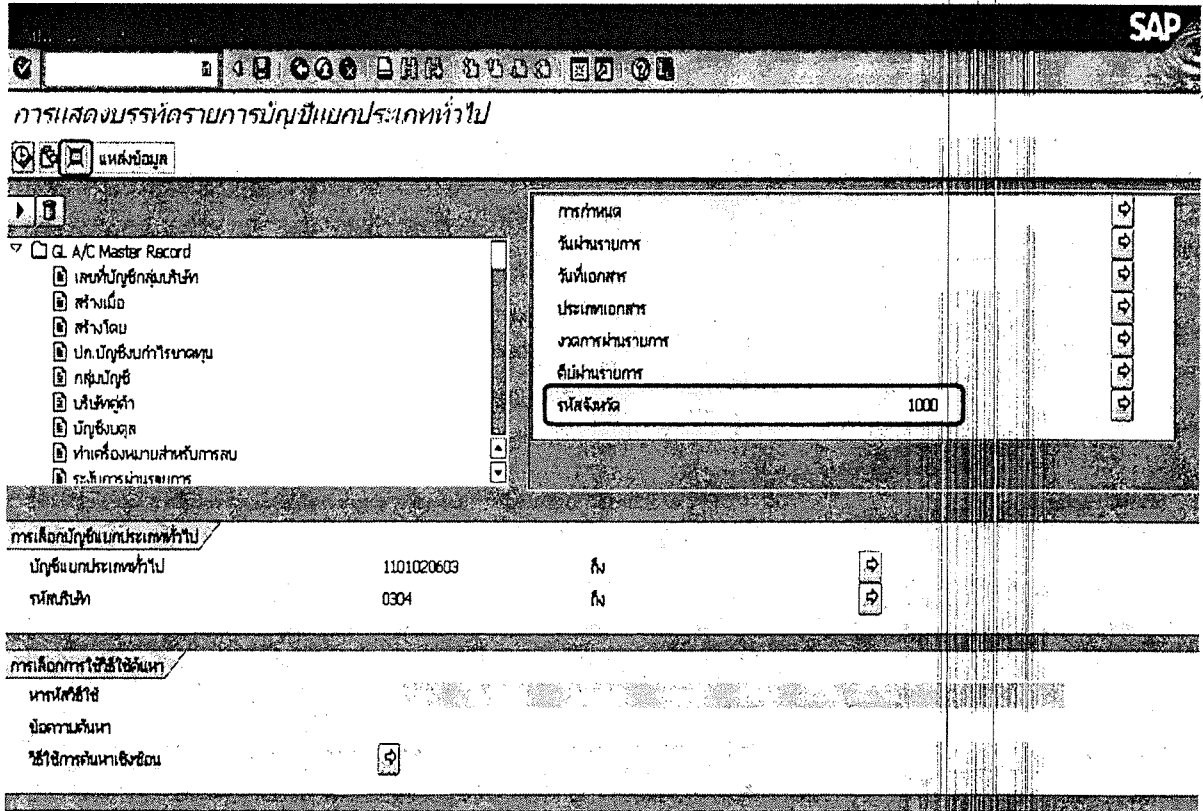 SAP
การแสดงบรรทัดรายการบัญชีแยกประเภททั่วไป
แหล่งข้อมูล
GL A/C Master Record
เลขที่บัญชีกลุ่มบริษัท
สร้างเมื่อ
สร้างโดย
ปก.บัญชีงบกำไรขาดทุน
กลุ่มบัญชี
บริษัทคู่ค้า
บัญชีงบดุล
ทำเครื่องหมายสำหรับการลบ
ระงับการผ่านรายการ
การกำหนด
วันผ่านรายการ
วันที่เอกสาร
ประเภทเอกสาร
งวดการผ่านรายการ
คีย์ผ่านรายการ
รหัสจังหวัด 1000
การเลือกบัญชีแยกประเภททั่วไป
บัญชีแยกประเภททั่วไป 1101020603 ถึง
รหัสบริษัท 0304 ถึง
การเลือกการใช้วิธีใช้ค้นหา
หารหัสวิธีใช้
ข้อความค้นหา
วิธีใช้การค้นหาเชิงซ้อน